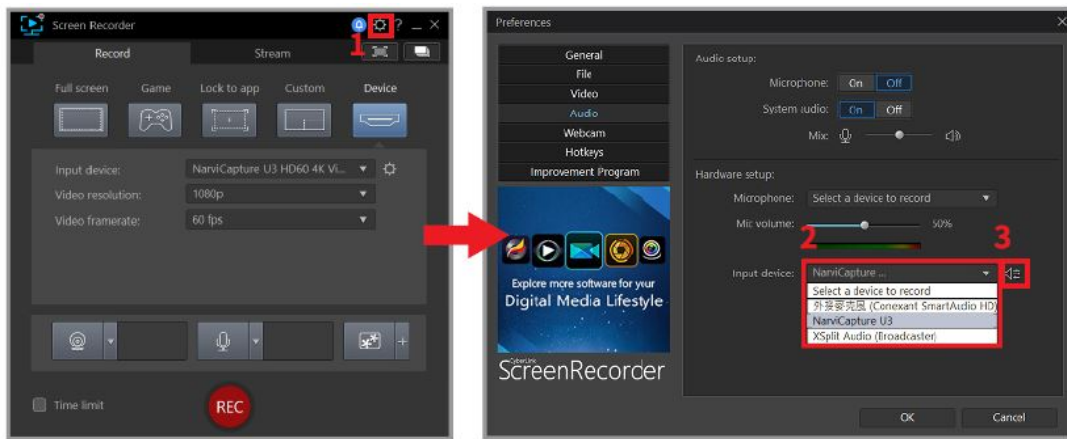 Screen Recorder
?
1
Record
Stream
Full screen
Game
Lock to app
Custom
Device
Input device:
NarviCapture U3 HD60 4K Vi...
Video resolution:
1080p
Video framerate:
60 fps
Time limit
REC
Preferences
General
File
Video
Audio
Webcam
Hotkeys
Improvement Program
Explore more software for your
Digital Media Lifestyle
CyberLink
ScreenRecorder
Audio setup:
Microphone:
On
Off
System audio:
On
Off
Mix:
Hardware setup:
Microphone:
Select a device to record
Mic volume:
50%
2
3
Input device:
NarviCapture ...
Select a device to record
外接麥克風 (Conexant SmartAudio HD)
NarviCapture U3
XSplit Audio (Broadcaster)
OK
Cancel